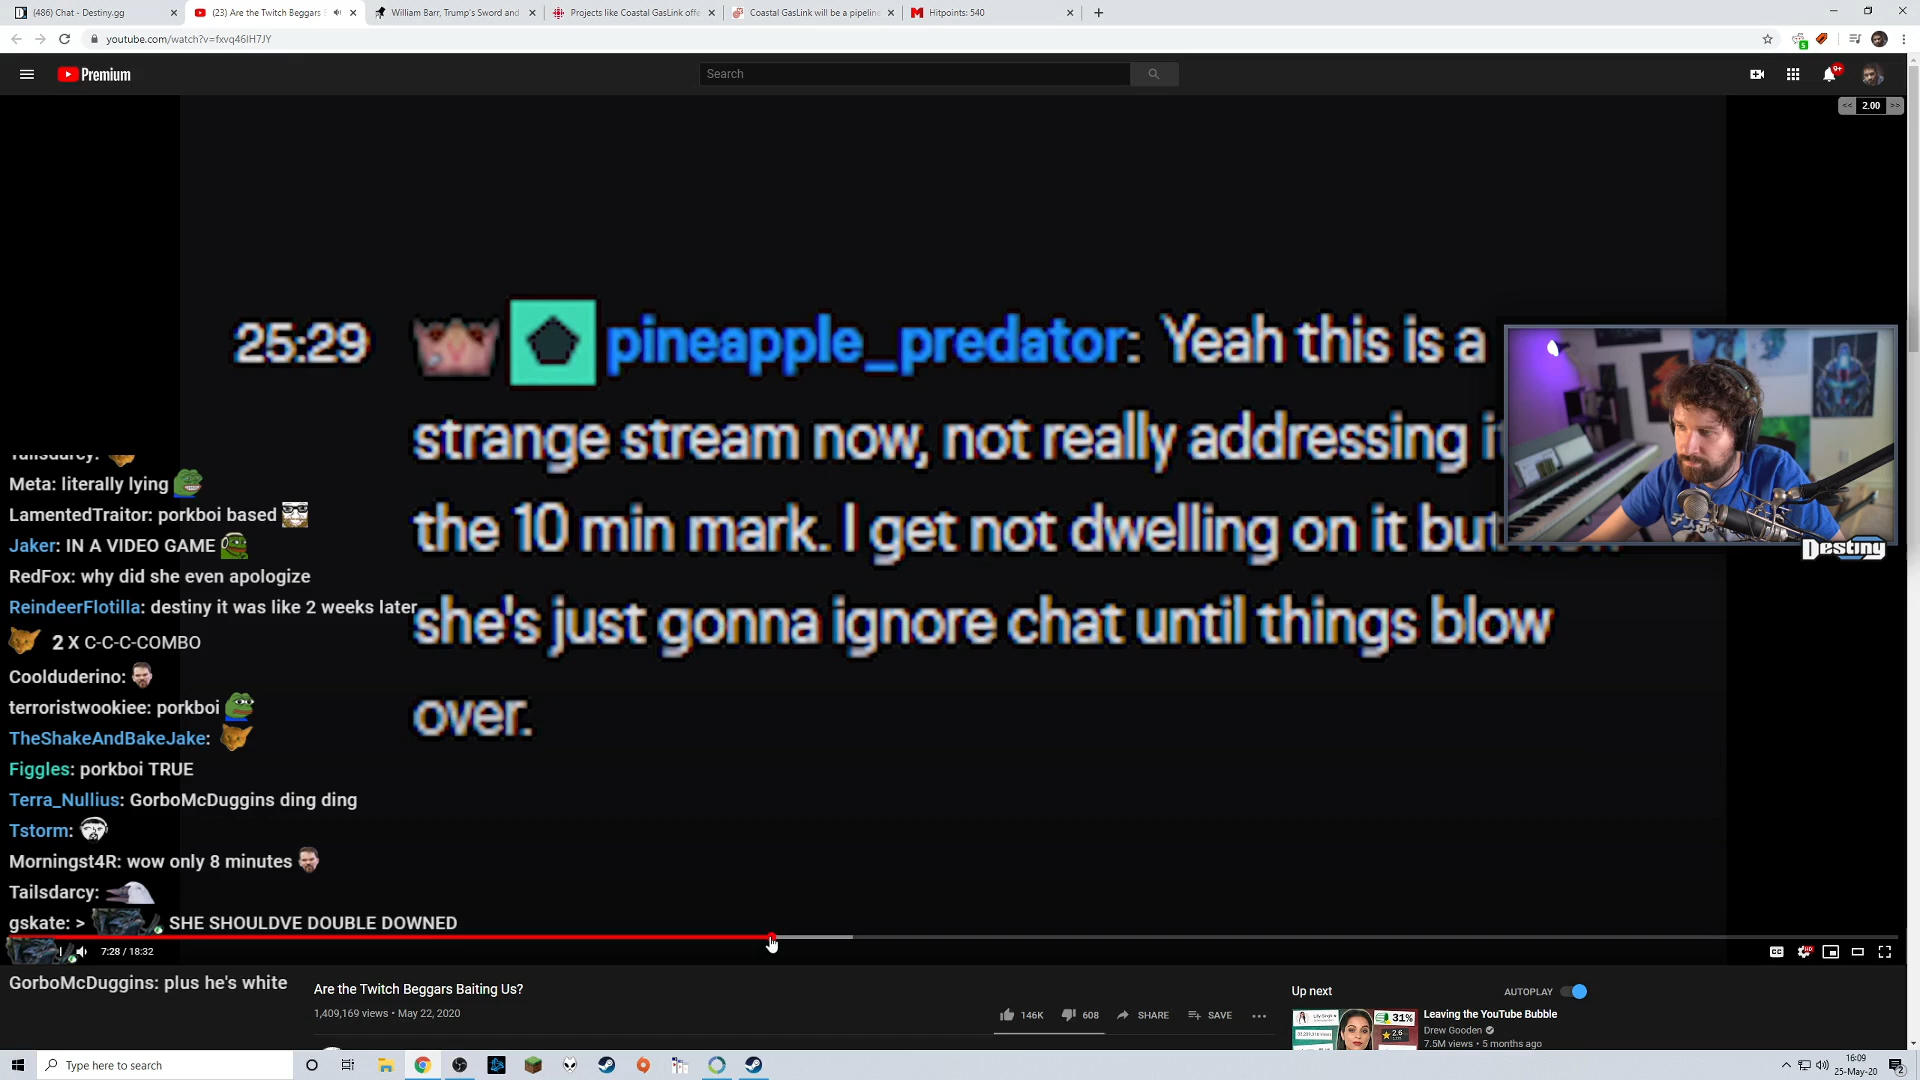 (486) Chat - Destiny.gg
(23) Are the Twitch Beggars
William Barr, Trump's Sword and
Projects like Coastal GasLink offe
Coastal GasLink will be a pipeline
Hitpoints: 540
youtube.com/watch?v=fxvq46IH7JY
Premium
Search
9+
<< 2.00 >>
25:29 pineapple_predator: Yeah this is a
strange stream now, not really addressing
the 10 min mark. I get not dwelling on it but
she's just gonna ignore chat until things blow
over.
Destiny
Tailsdarcy:
Meta: literally lying
LamentedTraitor: porkboi based
Jaker: IN A VIDEO GAME
RedFox: why did she even apologize
ReindeerFlotilla: destiny it was like 2 weeks later
2 X C-C-C-COMBO
Coolduderino:
terroristwookiee: porkboi
TheShakeAndBakeJake:
Figgles: porkboi TRUE
Terra_Nullius: GorboMcDuggins ding ding
Tstorm:
Morningst4R: wow only 8 minutes
Tailsdarcy:
gskate: > SHE SHOULDVE DOUBLE DOWNED
7:28 / 18:32
GorboMcDuggins: plus he's white
Are the Twitch Beggars Baiting Us?
1,409,169 views • May 22, 2020
146K 608 SHARE SAVE
Up next
AUTOPLAY
Leaving the YouTube Bubble
Drew Gooden
7.5M views • 5 months ago
31%
Type here to search
16:09
25-May-20
2